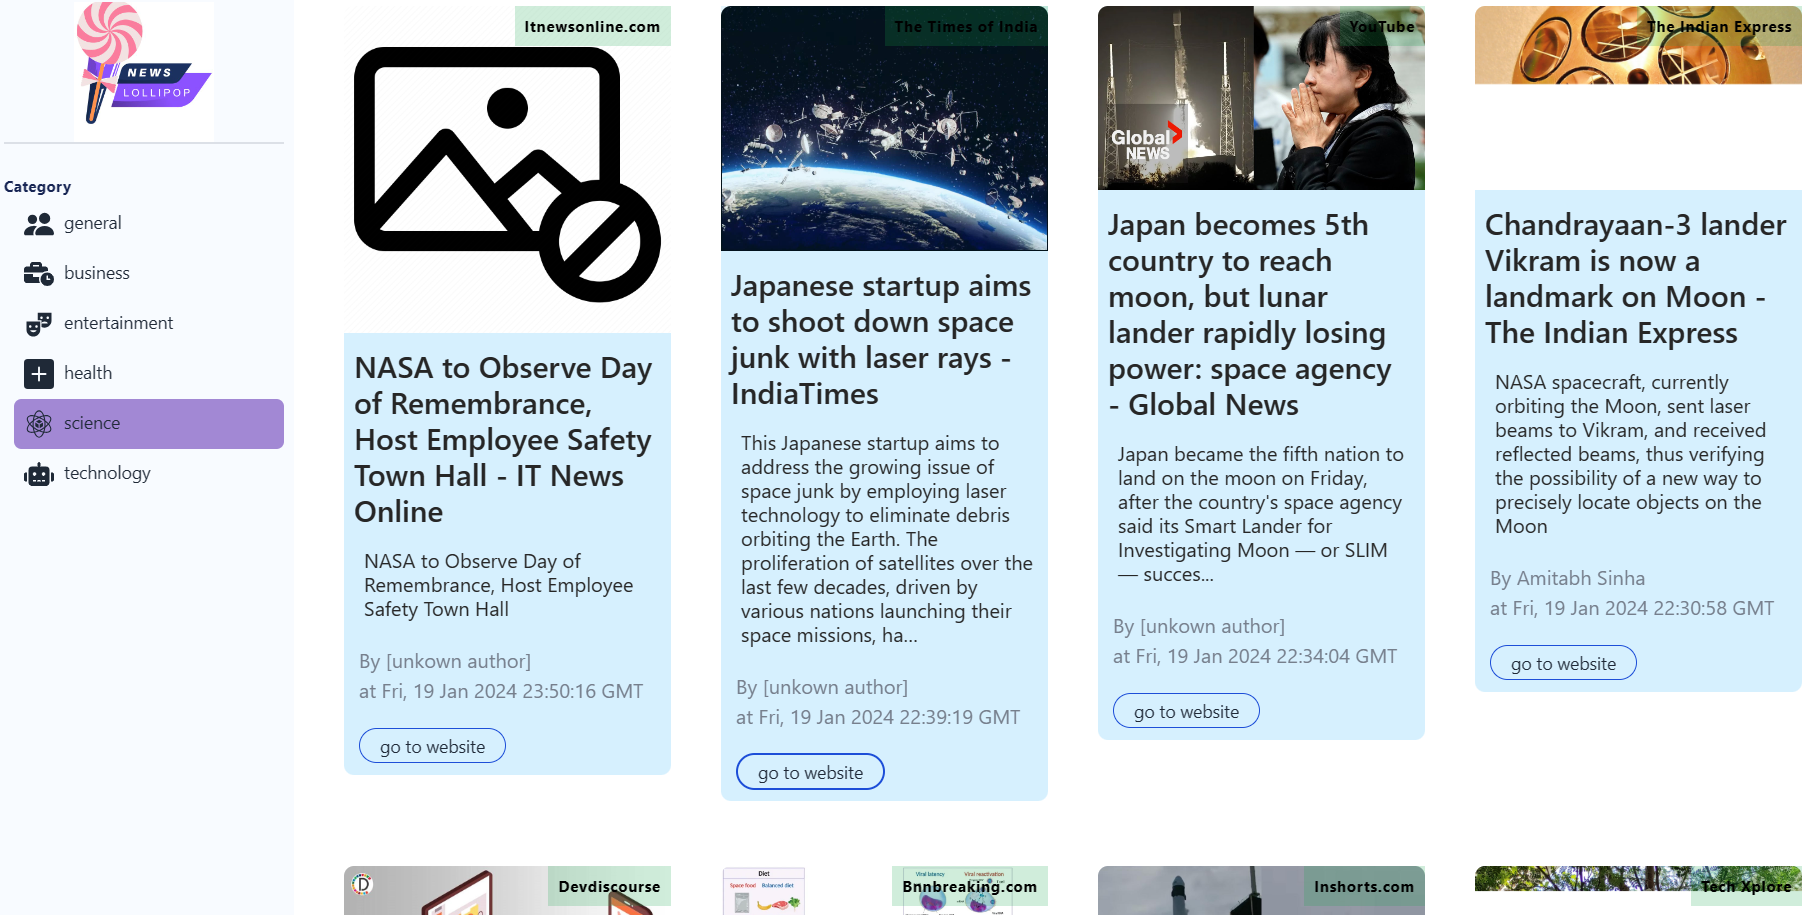 NEWS
LOLLIPOP
Category
general
business
entertainment
health
science
technology
Itnewsonline.com
NASA to Observe Day
of Remembrance,
Host Employee Safety
Town Hall - IT News
Online
NASA to Observe Day of
Remembrance, Host Employee
Safety Town Hall
By [unkown author]
at Fri, 19 Jan 2024 23:50:16 GMT
go to website
The Times of India
Japanese startup aims
to shoot down space
junk with laser rays -
IndiaTimes
This Japanese startup aims to
address the growing issue of
space junk by employing laser
technology to eliminate debris
orbiting the Earth. The
proliferation of satellites over the
last few decades, driven by
various nations launching their
space missions, ha...
By [unkown author]
at Fri, 19 Jan 2024 22:39:19 GMT
go to website
YouTube
Global
NEWS
Japan becomes 5th
country to reach
moon, but lunar
lander rapidly losing
power: space agency
- Global News
Japan became the fifth nation to
land on the moon on Friday,
after the country's space agency
said its Smart Lander for
Investigating Moon — or SLIM
— succes...
By [unkown author]
at Fri, 19 Jan 2024 22:34:04 GMT
go to website
The Indian Express
Chandrayaan-3 lander
Vikram is now a
landmark on Moon -
The Indian Express
NASA spacecraft, currently
orbiting the Moon, sent laser
beams to Vikram, and received
reflected beams, thus verifying
the possibility of a new way to
precisely locate objects on the
Moon
By Amitabh Sinha
at Fri, 19 Jan 2024 22:30:58 GMT
go to website
D
Devdiscourse
Diet
Space food Balanced diet
Viral latency Viral reactivation
Bnnbreaking.com
Inshorts.com
Tech Xplore